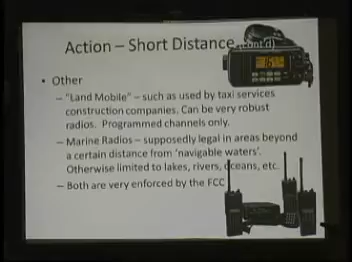 Action – Short Distance (cont'd)
• Other
– "Land Mobile" – such as used by taxi services
construction companies. Can be very robust
radios. Programmed channels only.
– Marine Radios – supposedly legal in areas beyond
a certain distance from 'navigable waters'.
Otherwise limited to lakes, rivers, oceans, etc.
– Both are very enforced by the FCC
16